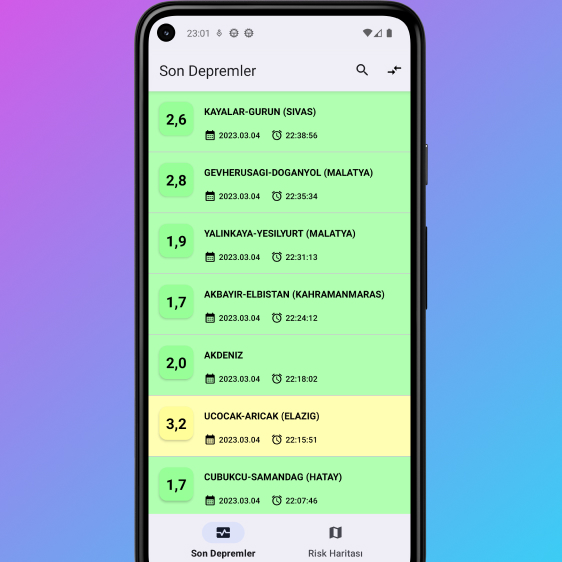 23:01
Son Depremler
2,6
KAYALAR-GURUN (SIVAS)
2023.03.04 22:38:56
2,8
GEVHERUSAGI-DOGANYOL (MALATYA)
2023.03.04 22:35:34
1,9
YALINKAYA-YESILYURT (MALATYA)
2023.03.04 22:31:13
1,7
AKBAYIR-ELBISTAN (KAHRAMANMARAS)
2023.03.04 22:24:12
2,0
AKDENIZ
2023.03.04 22:18:02
3,2
UCOCAK-ARICAK (ELAZIG)
2023.03.04 22:15:51
1,7
CUBUKCU-SAMANDAG (HATAY)
2023.03.04 22:07:46
Son Depremler Risk Haritası